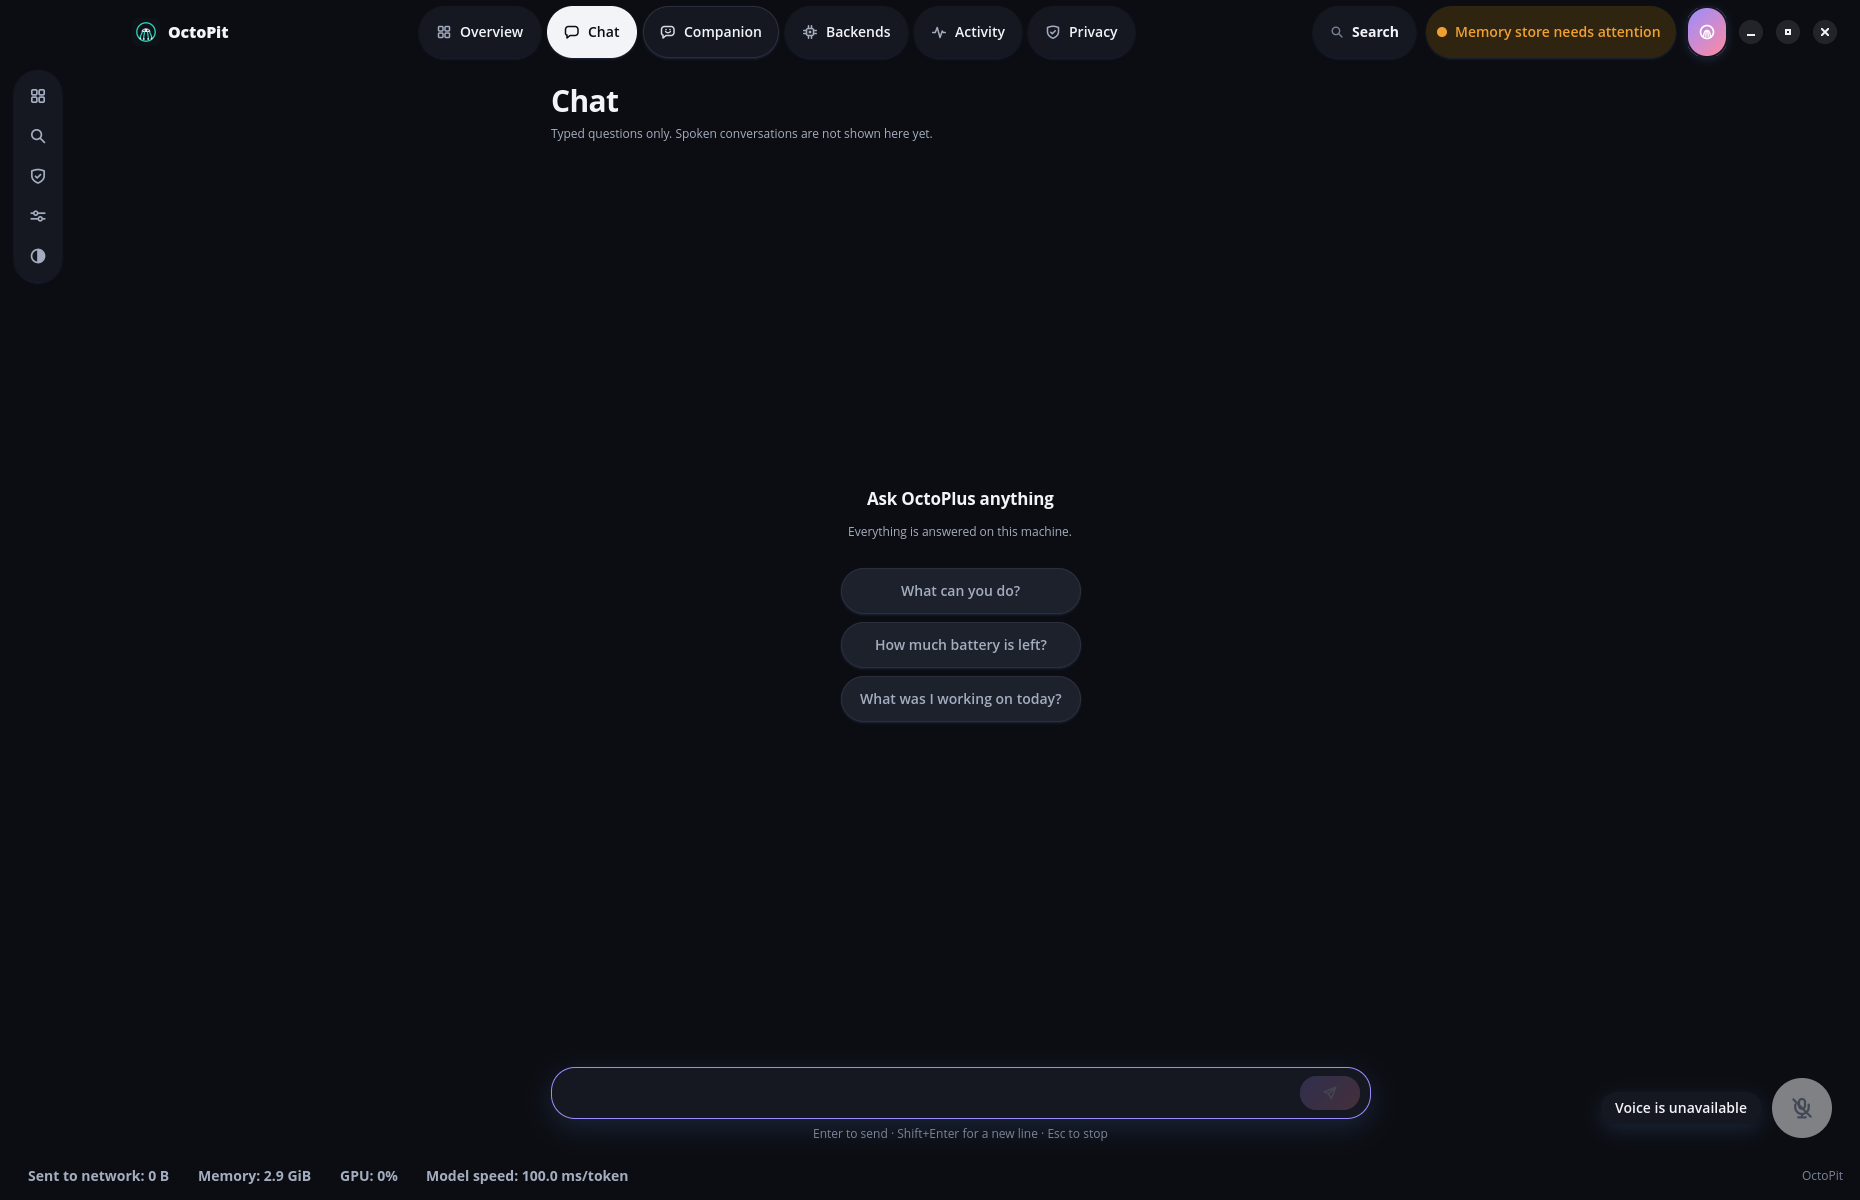 OctoPit
Overview
Chat
Companion
Backends
Activity
Privacy
Search
Memory store needs attention
Chat
Typed questions only. Spoken conversations are not shown here yet.
Ask OctoPlus anything
Everything is answered on this machine.
What can you do?
How much battery is left?
What was I working on today?
Voice is unavailable
Enter to send · Shift+Enter for a new line · Esc to stop
Sent to network: 0 B
Memory: 2.9 GiB
GPU: 0%
Model speed: 100.0 ms/token
OctoPit